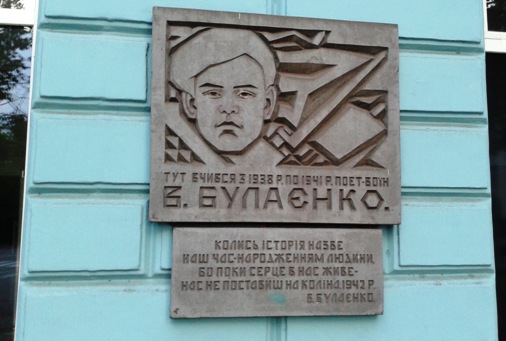 ТУТ ВЧИВСЯ З 1938 Р. ПО 1941 Р. ПОЕТ-ВОЇН
Б. БУЛАЄНКО.
КОЛИСЬ ІСТОРІЯ НАЗВЕ
НАШ ЧАС-НАРОДЖЕННЯМ ЛЮДИНИ,
БО ПОКИ СЕРЦЕ В НАС ЖИВЕ-
НАС НЕ ПОСТАВИШ НА КОЛІНА. 1942 Р.
Б. БУЛАЄНКО.